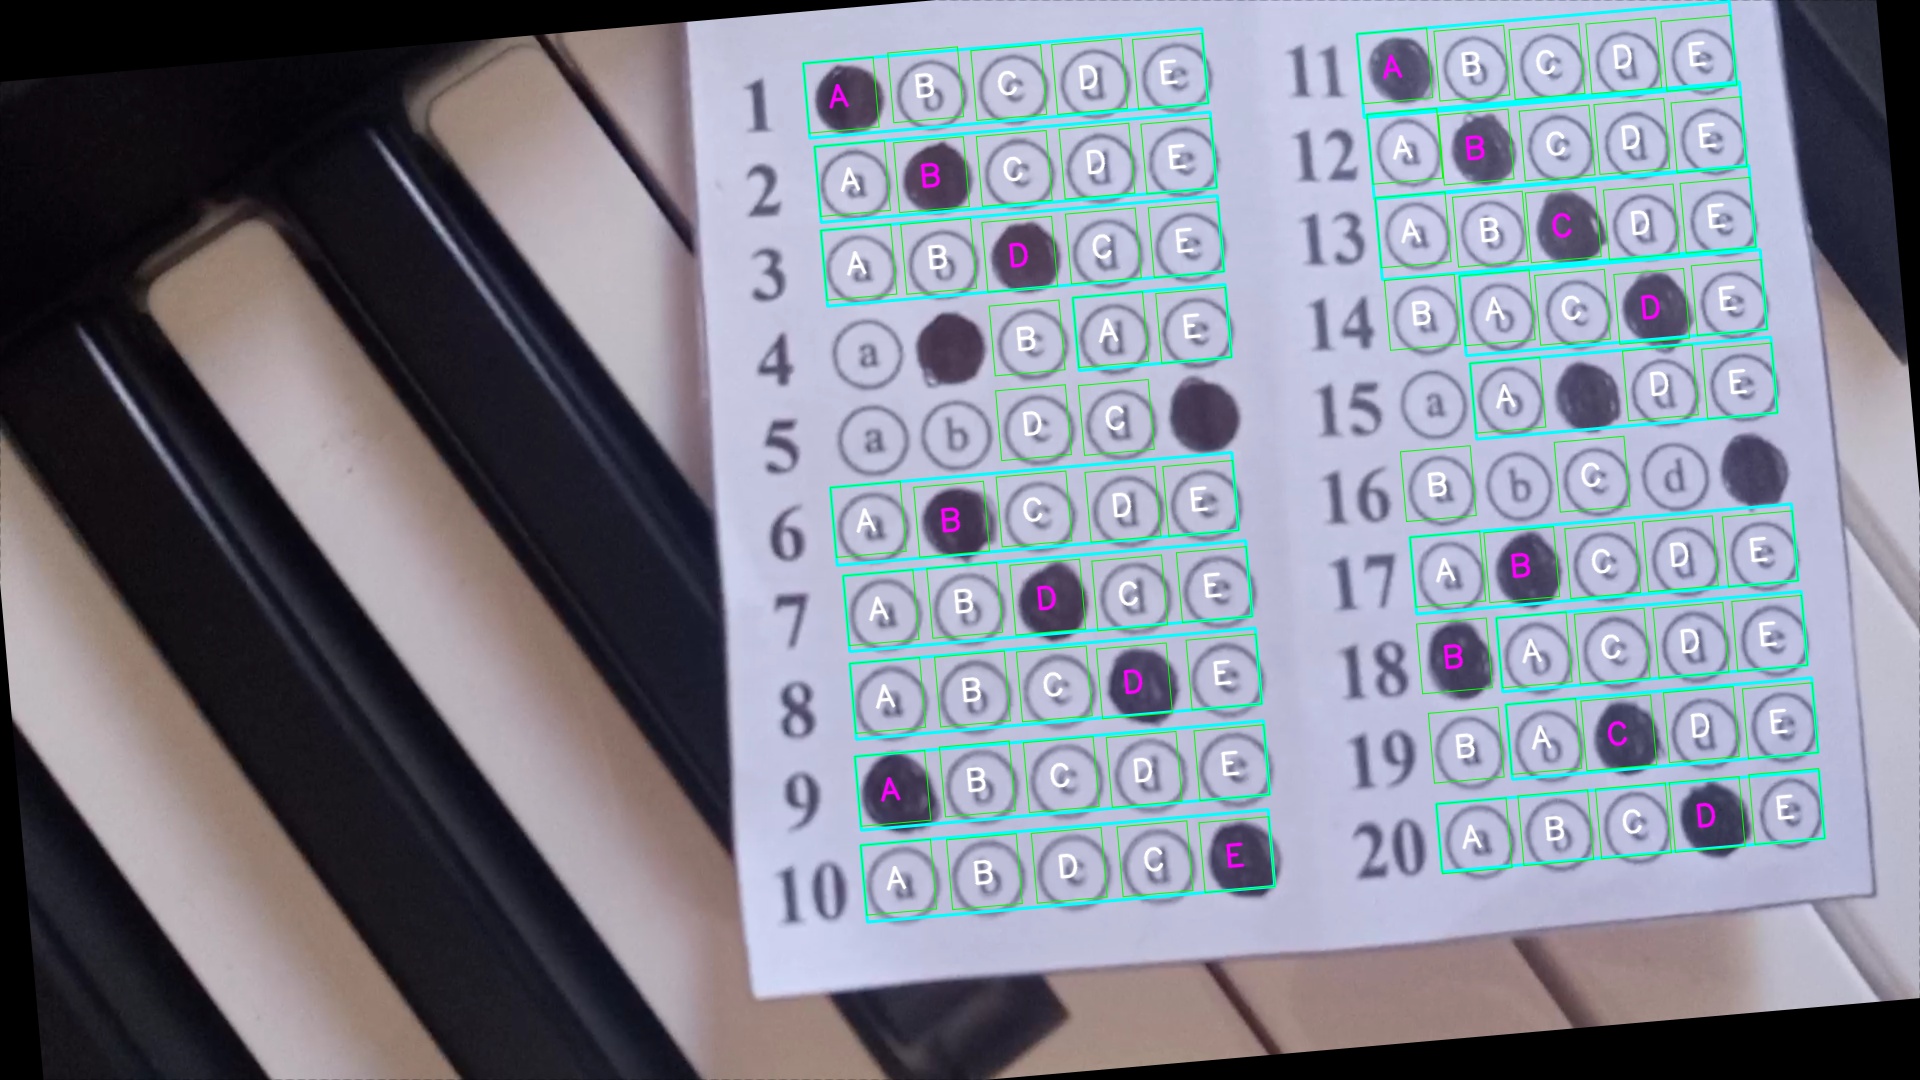 1 A B C D E
2 A B C D E
3 A B D C E
4 a B A E
5 a b D C
6 A B C D E
7 A B D C E
8 A B C D E
9 A B C D E
10 A B D C E
11 A B C D E
12 A B C D E
13 A B C D E
14 B A C D E
15 a A D E
16 B b C d
17 A B C D E
18 B A C D E
19 B A C D E
20 A B C D E